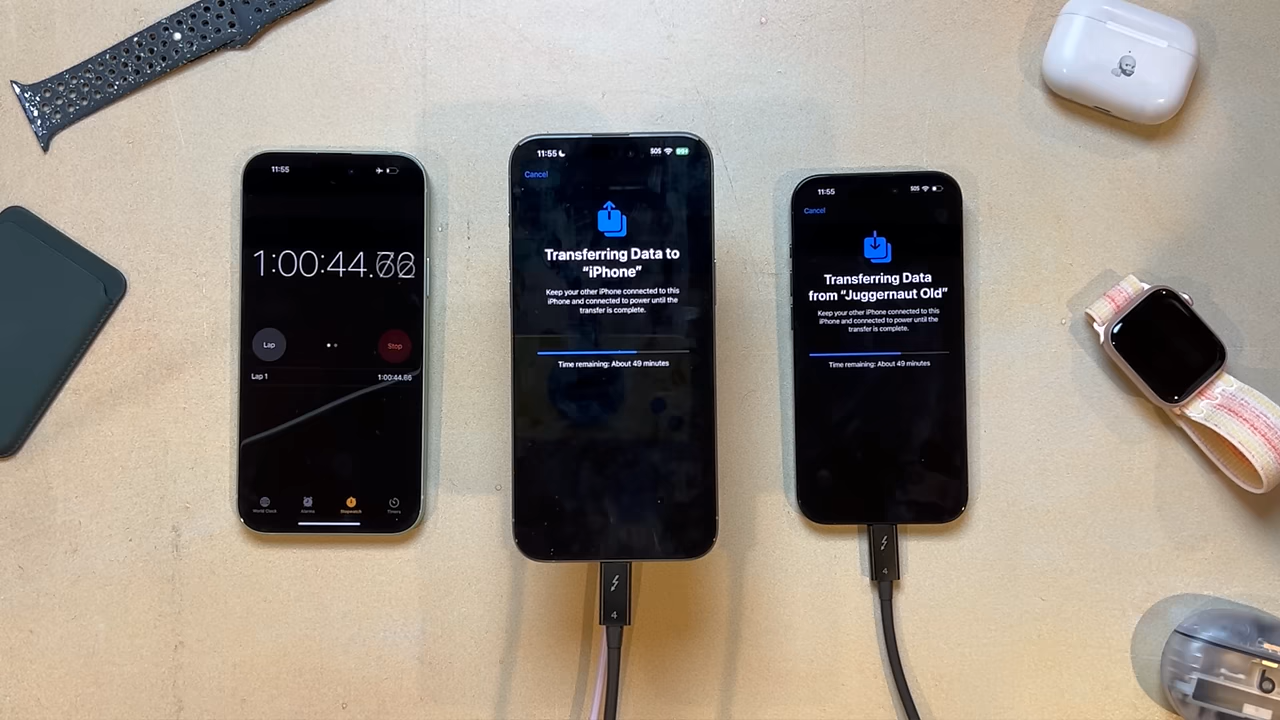 11:55
1:00:44.
Lap
Stop
Lap 1
1:00:44.66
World Clock
Alarms
Stopwatch
Timers
11:55
SOS
Cancel
Transferring Data to
“iPhone”
Keep your other iPhone connected to this
iPhone and connected to power until the
transfer is complete.
Time remaining: About 49 minutes
4
11:55
SOS
Cancel
Transferring Data
from “Juggernaut Old”
Keep your other iPhone connected to this
iPhone and connected to power until the
transfer is complete.
Time remaining: About 49 minutes
4
b